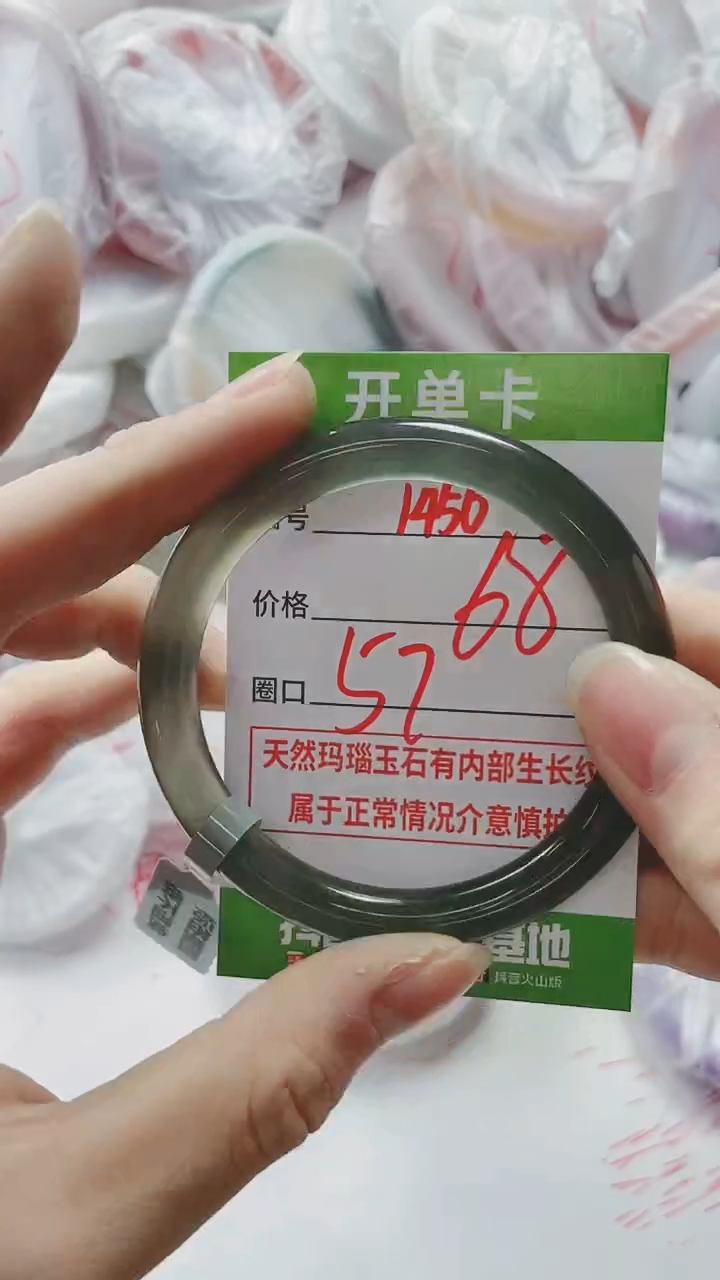 开单卡
号 1450
价格 68
圈口 57
天然玛瑙玉石有内部生长纹
属于正常情况介意慎拍
基地
抖音火山版